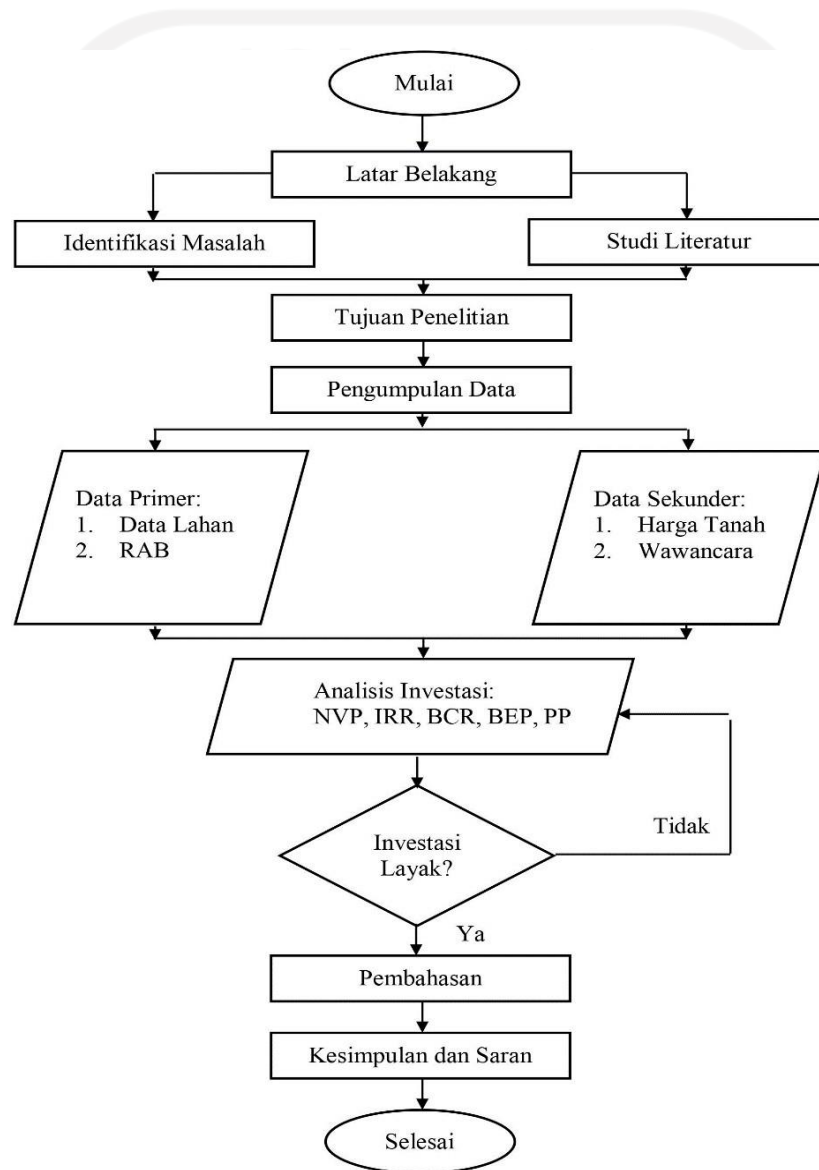 Mulai
Latar Belakang
Identifikasi Masalah
Studi Literatur
Tujuan Penelitian
Pengumpulan Data
Data Primer:
1. Data Lahan
2. RAB
Data Sekunder:
1. Harga Tanah
2. Wawancara
Analisis Investasi:
NVP, IRR, BCR, BEP, PP
Investasi
Layak?
Tidak
Ya
Pembahasan
Kesimpulan dan Saran
Selesai